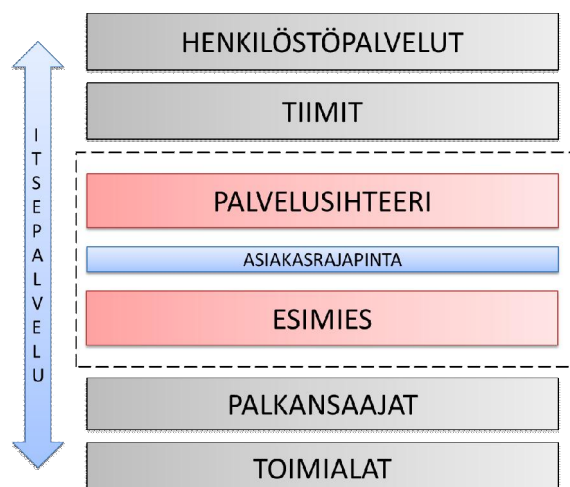 HENKILÖSTÖPALVELUT
TIIMIT
PALVELUSIHTEERI
ASIAKASRAJAPINTA
ESIMIES
PALKANSAAJAT
TOIMIALAT
ITSEPALVELU